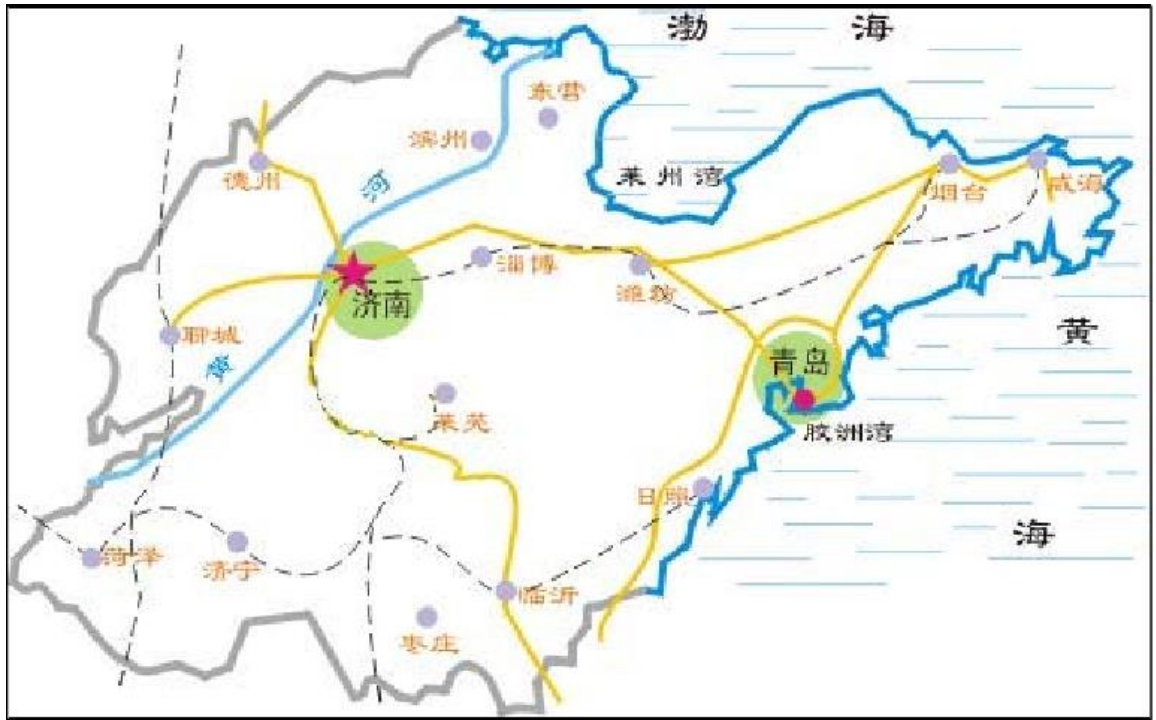 渤 海
东营
滨州
莱州湾
德州
河
烟台
威海
淄博
潍坊
济南
聊城
黄
黄
青岛
莱芜
胶洲湾
日照
海
菏泽
济宁
临沂
枣庄